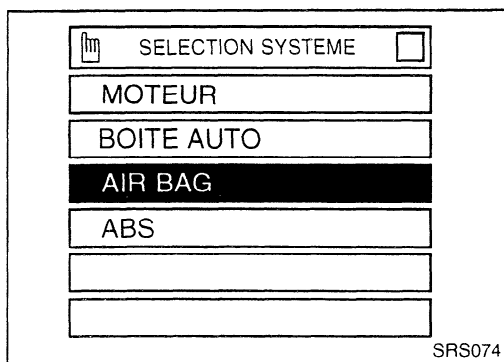 SELECTION SYSTEME
MOTEUR
BOITE AUTO
AIR BAG
ABS
SRS074